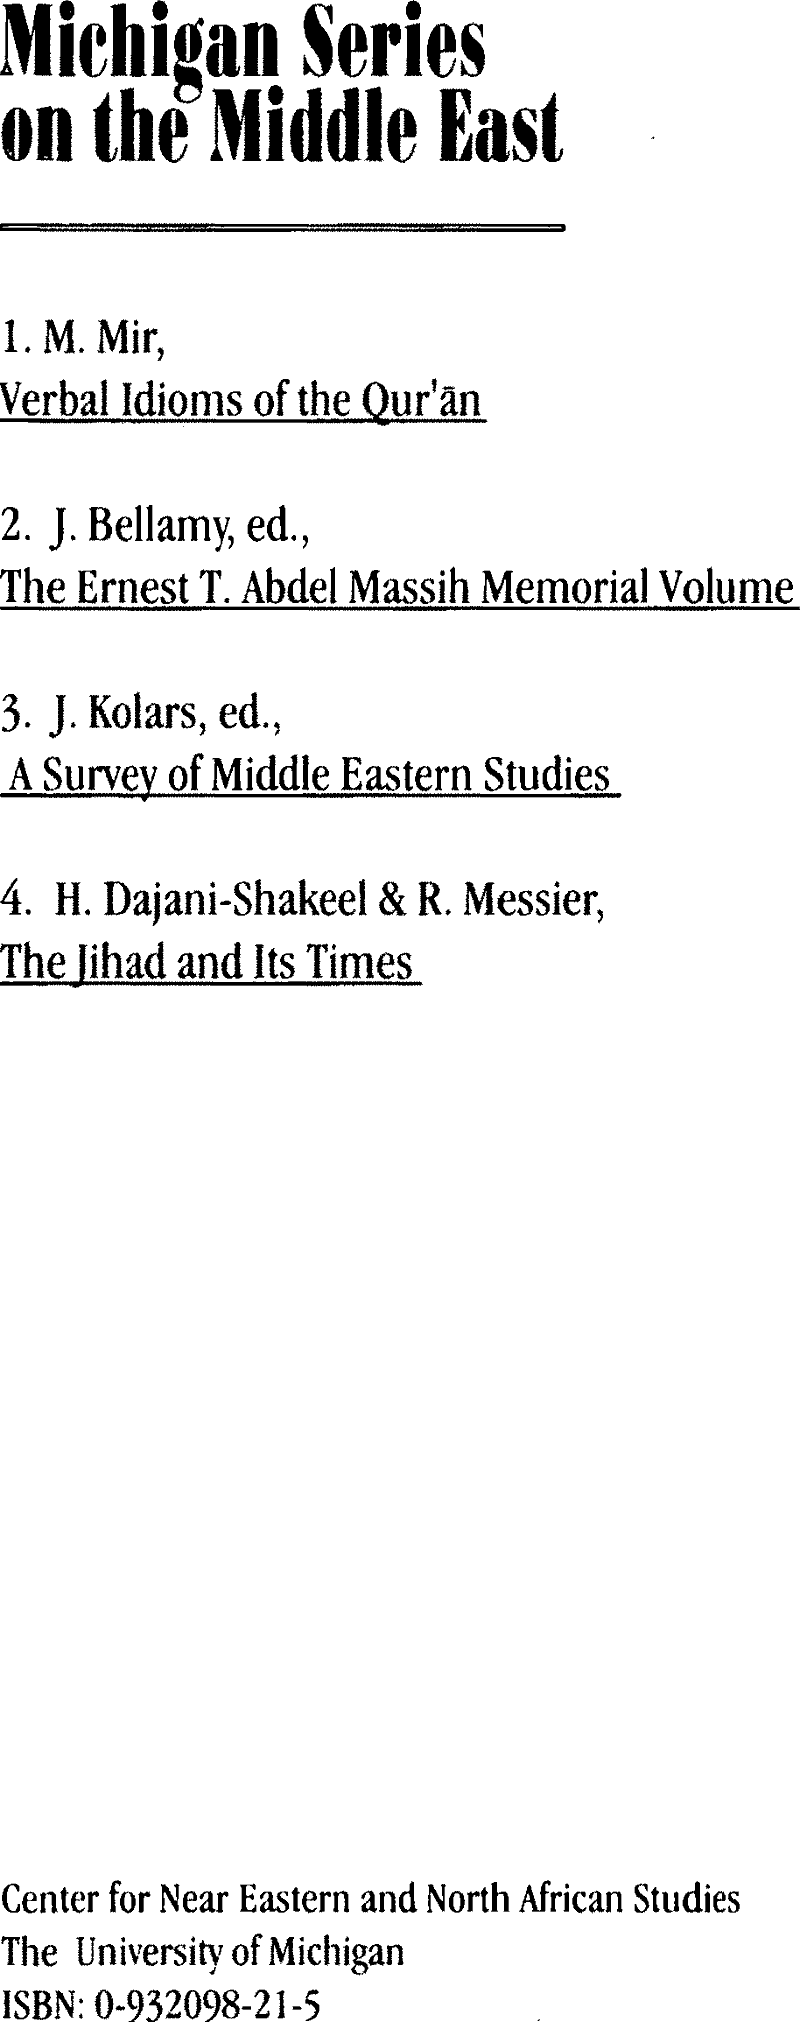 Michigan Series
on the Middle East
1. M. Mir,
Verbal Idioms of the Qur'ān
2. J. Bellamy, ed.,
The Ernest T. Abdel Massih Memorial Volume
3. J. Kolars, ed.,
A Survey of Middle Eastern Studies
4. H. Dajani-Shakeel & R. Messier,
The Jihad and Its Times
Center for Near Eastern and North African Studies
The University of Michigan
ISBN: 0-932098-21-5